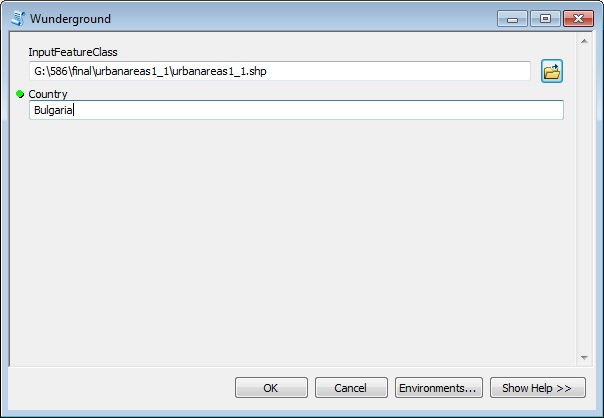 Wunderground
InputFeatureClass
G:\586\final\urbanareas1_1\urbanareas1_1.shp
Country
Bulgaria
OK Cancel Environments... Show Help >>